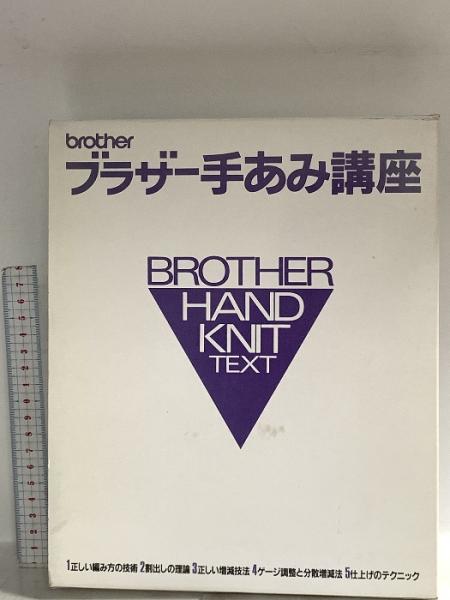 brother
ブラザー手あみ講座
BROTHER
HAND
KNIT
TEXT
1正しい編み方の技術 2割出しの理論 3正しい増減技法 4ゲージ調整と分散増減法 5仕上げのテクニック